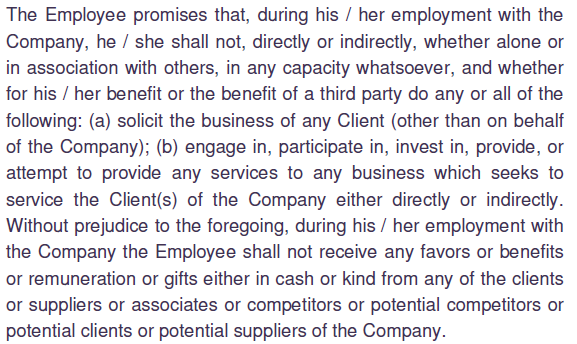 The Employee promises that, during his / her employment with the
Company, he / she shall not, directly or indirectly, whether alone or
in association with others, in any capacity whatsoever, and whether
for his / her benefit or the benefit of a third party do any or all of the
following: (a) solicit the business of any Client (other than on behalf
of the Company); (b) engage in, participate in, invest in, provide, or
attempt to provide any services to any business which seeks to
service the Client(s) of the Company either directly or indirectly.
Without prejudice to the foregoing, during his / her employment with
the Company the Employee shall not receive any favors or benefits
or remuneration or gifts either in cash or kind from any of the clients
or suppliers or associates or competitors or potential competitors or
potential clients or potential suppliers of the Company.